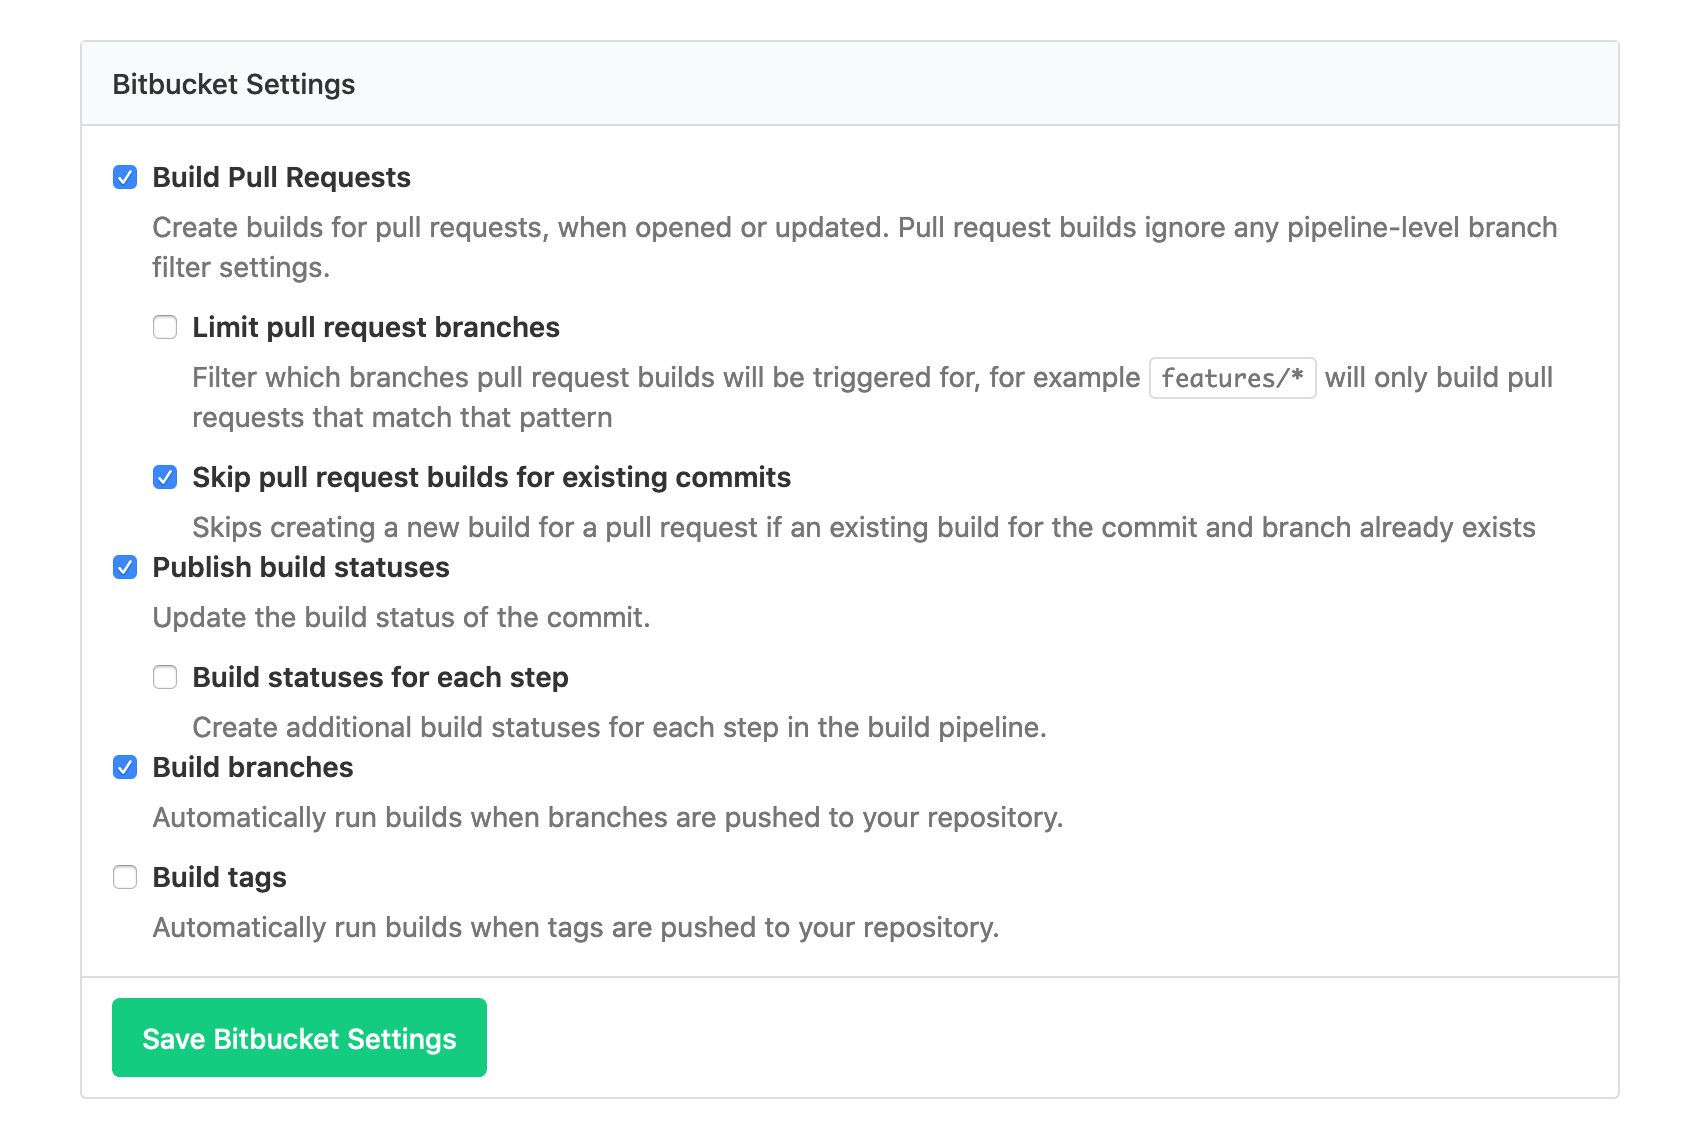 Bitbucket Settings
Build Pull Requests
Create builds for pull requests, when opened or updated. Pull request builds ignore any pipeline-level branch
filter settings.
Limit pull request branches
Filter which branches pull request builds will be triggered for, for example features/* will only build pull
requests that match that pattern
Skip pull request builds for existing commits
Skips creating a new build for a pull request if an existing build for the commit and branch already exists
Publish build statuses
Update the build status of the commit.
Build statuses for each step
Create additional build statuses for each step in the build pipeline.
Build branches
Automatically run builds when branches are pushed to your repository.
Build tags
Automatically run builds when tags are pushed to your repository.
Save Bitbucket Settings